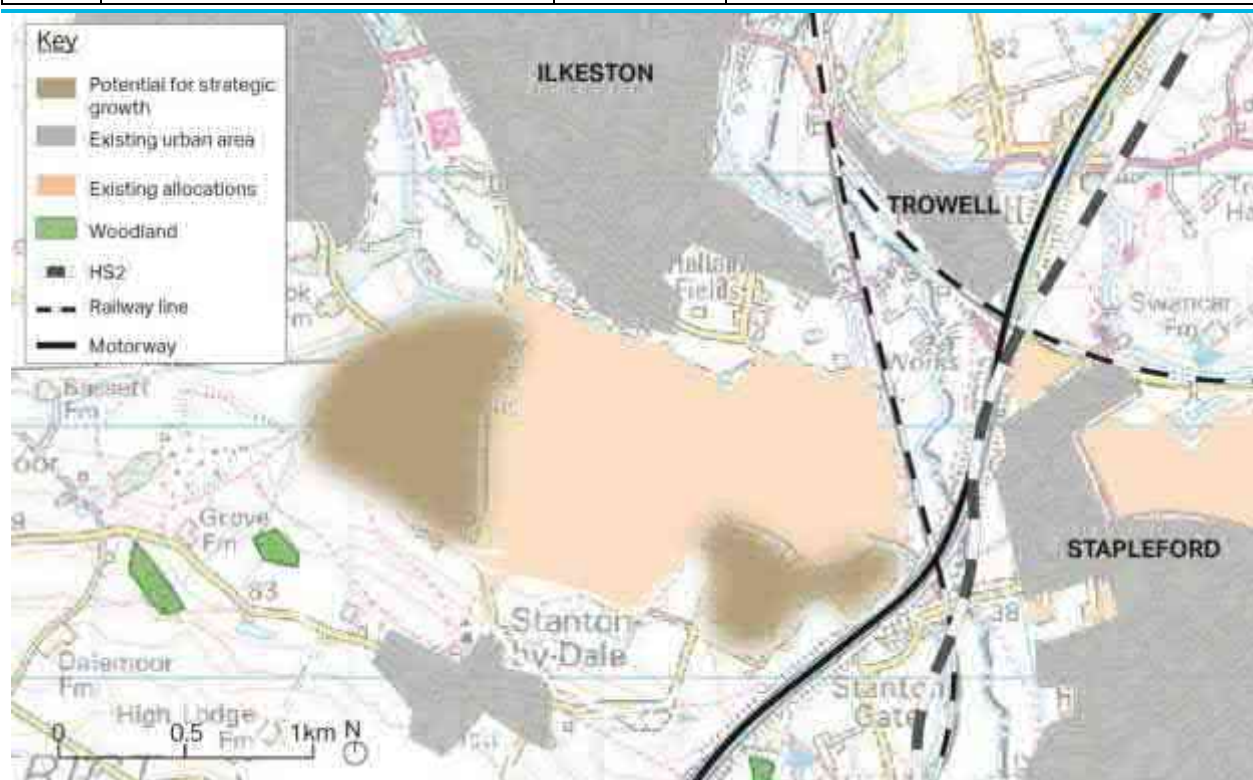 Key
Potential for strategic
growth
Existing urban area
Existing allocations
Woodland
HS2
Railway line
Motorway
ILKESTON
82
TROWELL
Hallam
Fields
Swancar
Fm
Works
Bassett
Fm
Grove
Fm
83
STAPLEFORD
38
Stanton-
by-Dale
Dalemoor
Fm
High Lodge
Fm
Stanton
Gate
0 0.5 1km N